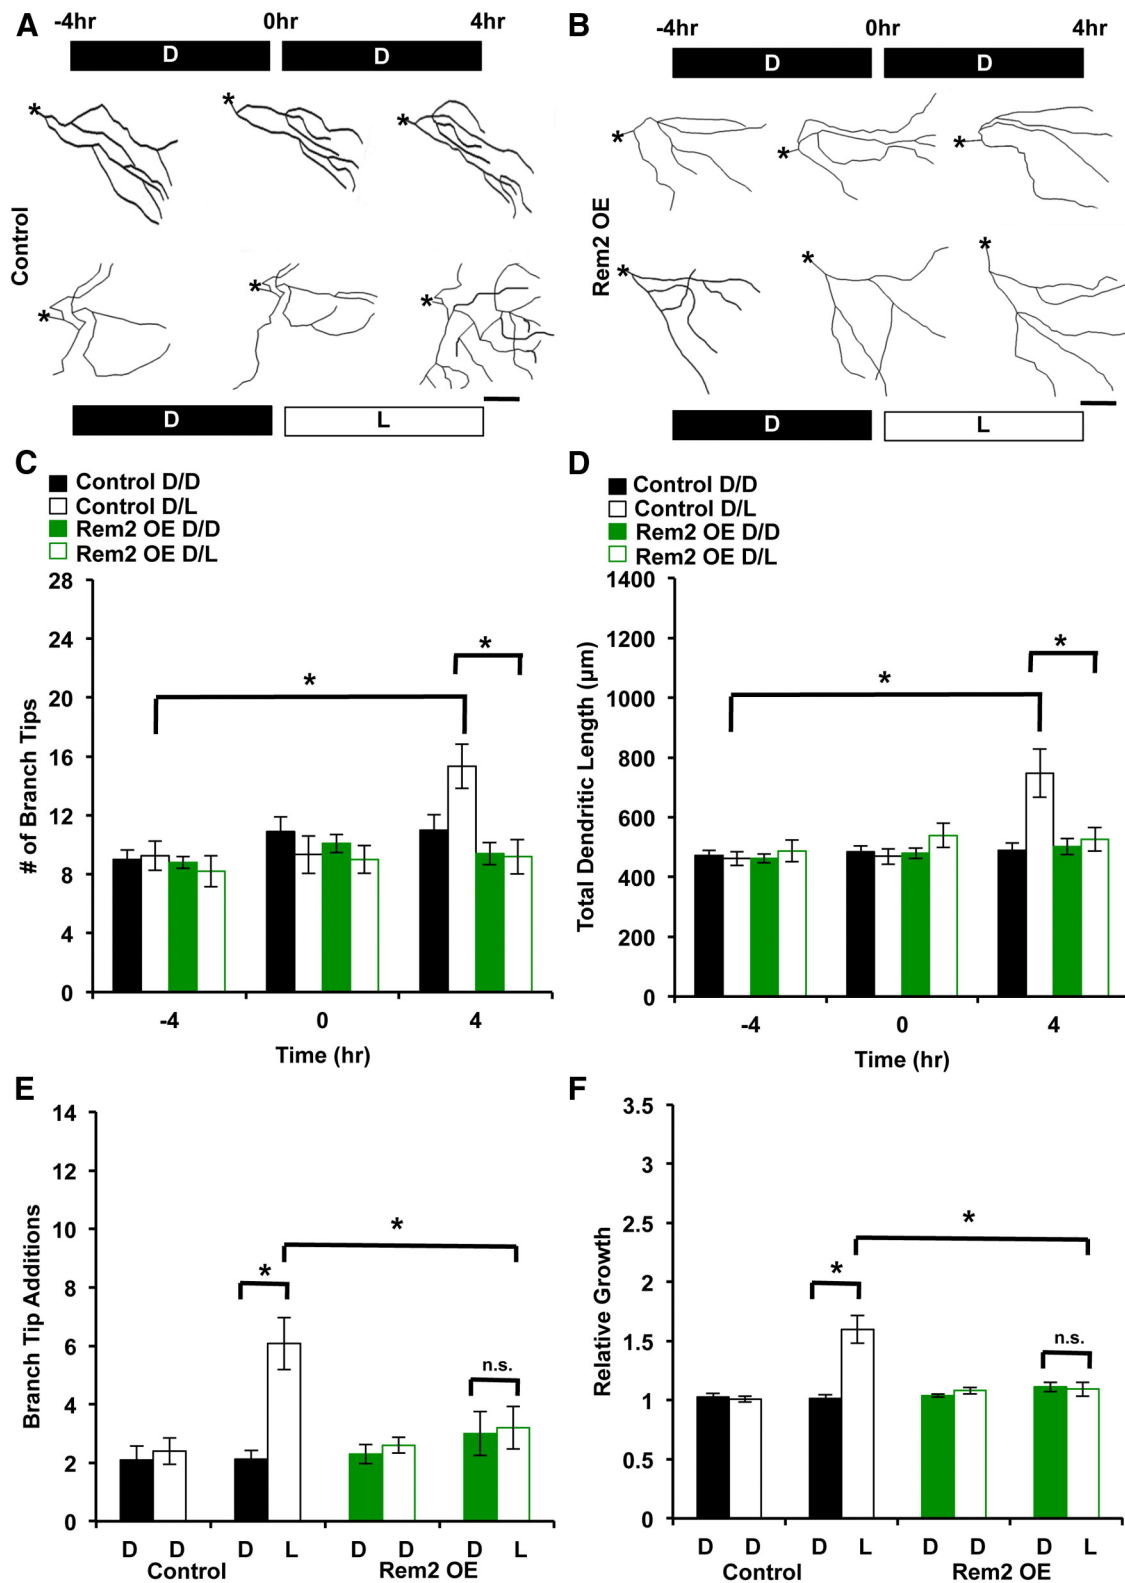 A
-4hr 0hr 4hr
D D
Control
* * *
* * *
D L
B
-4hr 0hr 4hr
D D
Rem2 OE
* * *
* * *
D L
C
Control D/D
Control D/L
Rem2 OE D/D
Rem2 OE D/L
# of Branch Tips
28
24
20
16
12
8
4
0
*
*
-4 0 4
Time (hr)
D
Control D/D
Control D/L
Rem2 OE D/D
Rem2 OE D/L
Total Dendritic Length (µm)
1400
1200
1000
800
600
400
200
0
*
*
-4 0 4
Time (hr)
E
Branch Tip Additions
14
12
10
8
6
4
2
0
*
*
n.s.
D D D L D D D L
Control Rem2 OE
F
Relative Growth
3.5
3
2.5
2
1.5
1
0.5
0
*
*
n.s.
D D D L D D D L
Control Rem2 OE